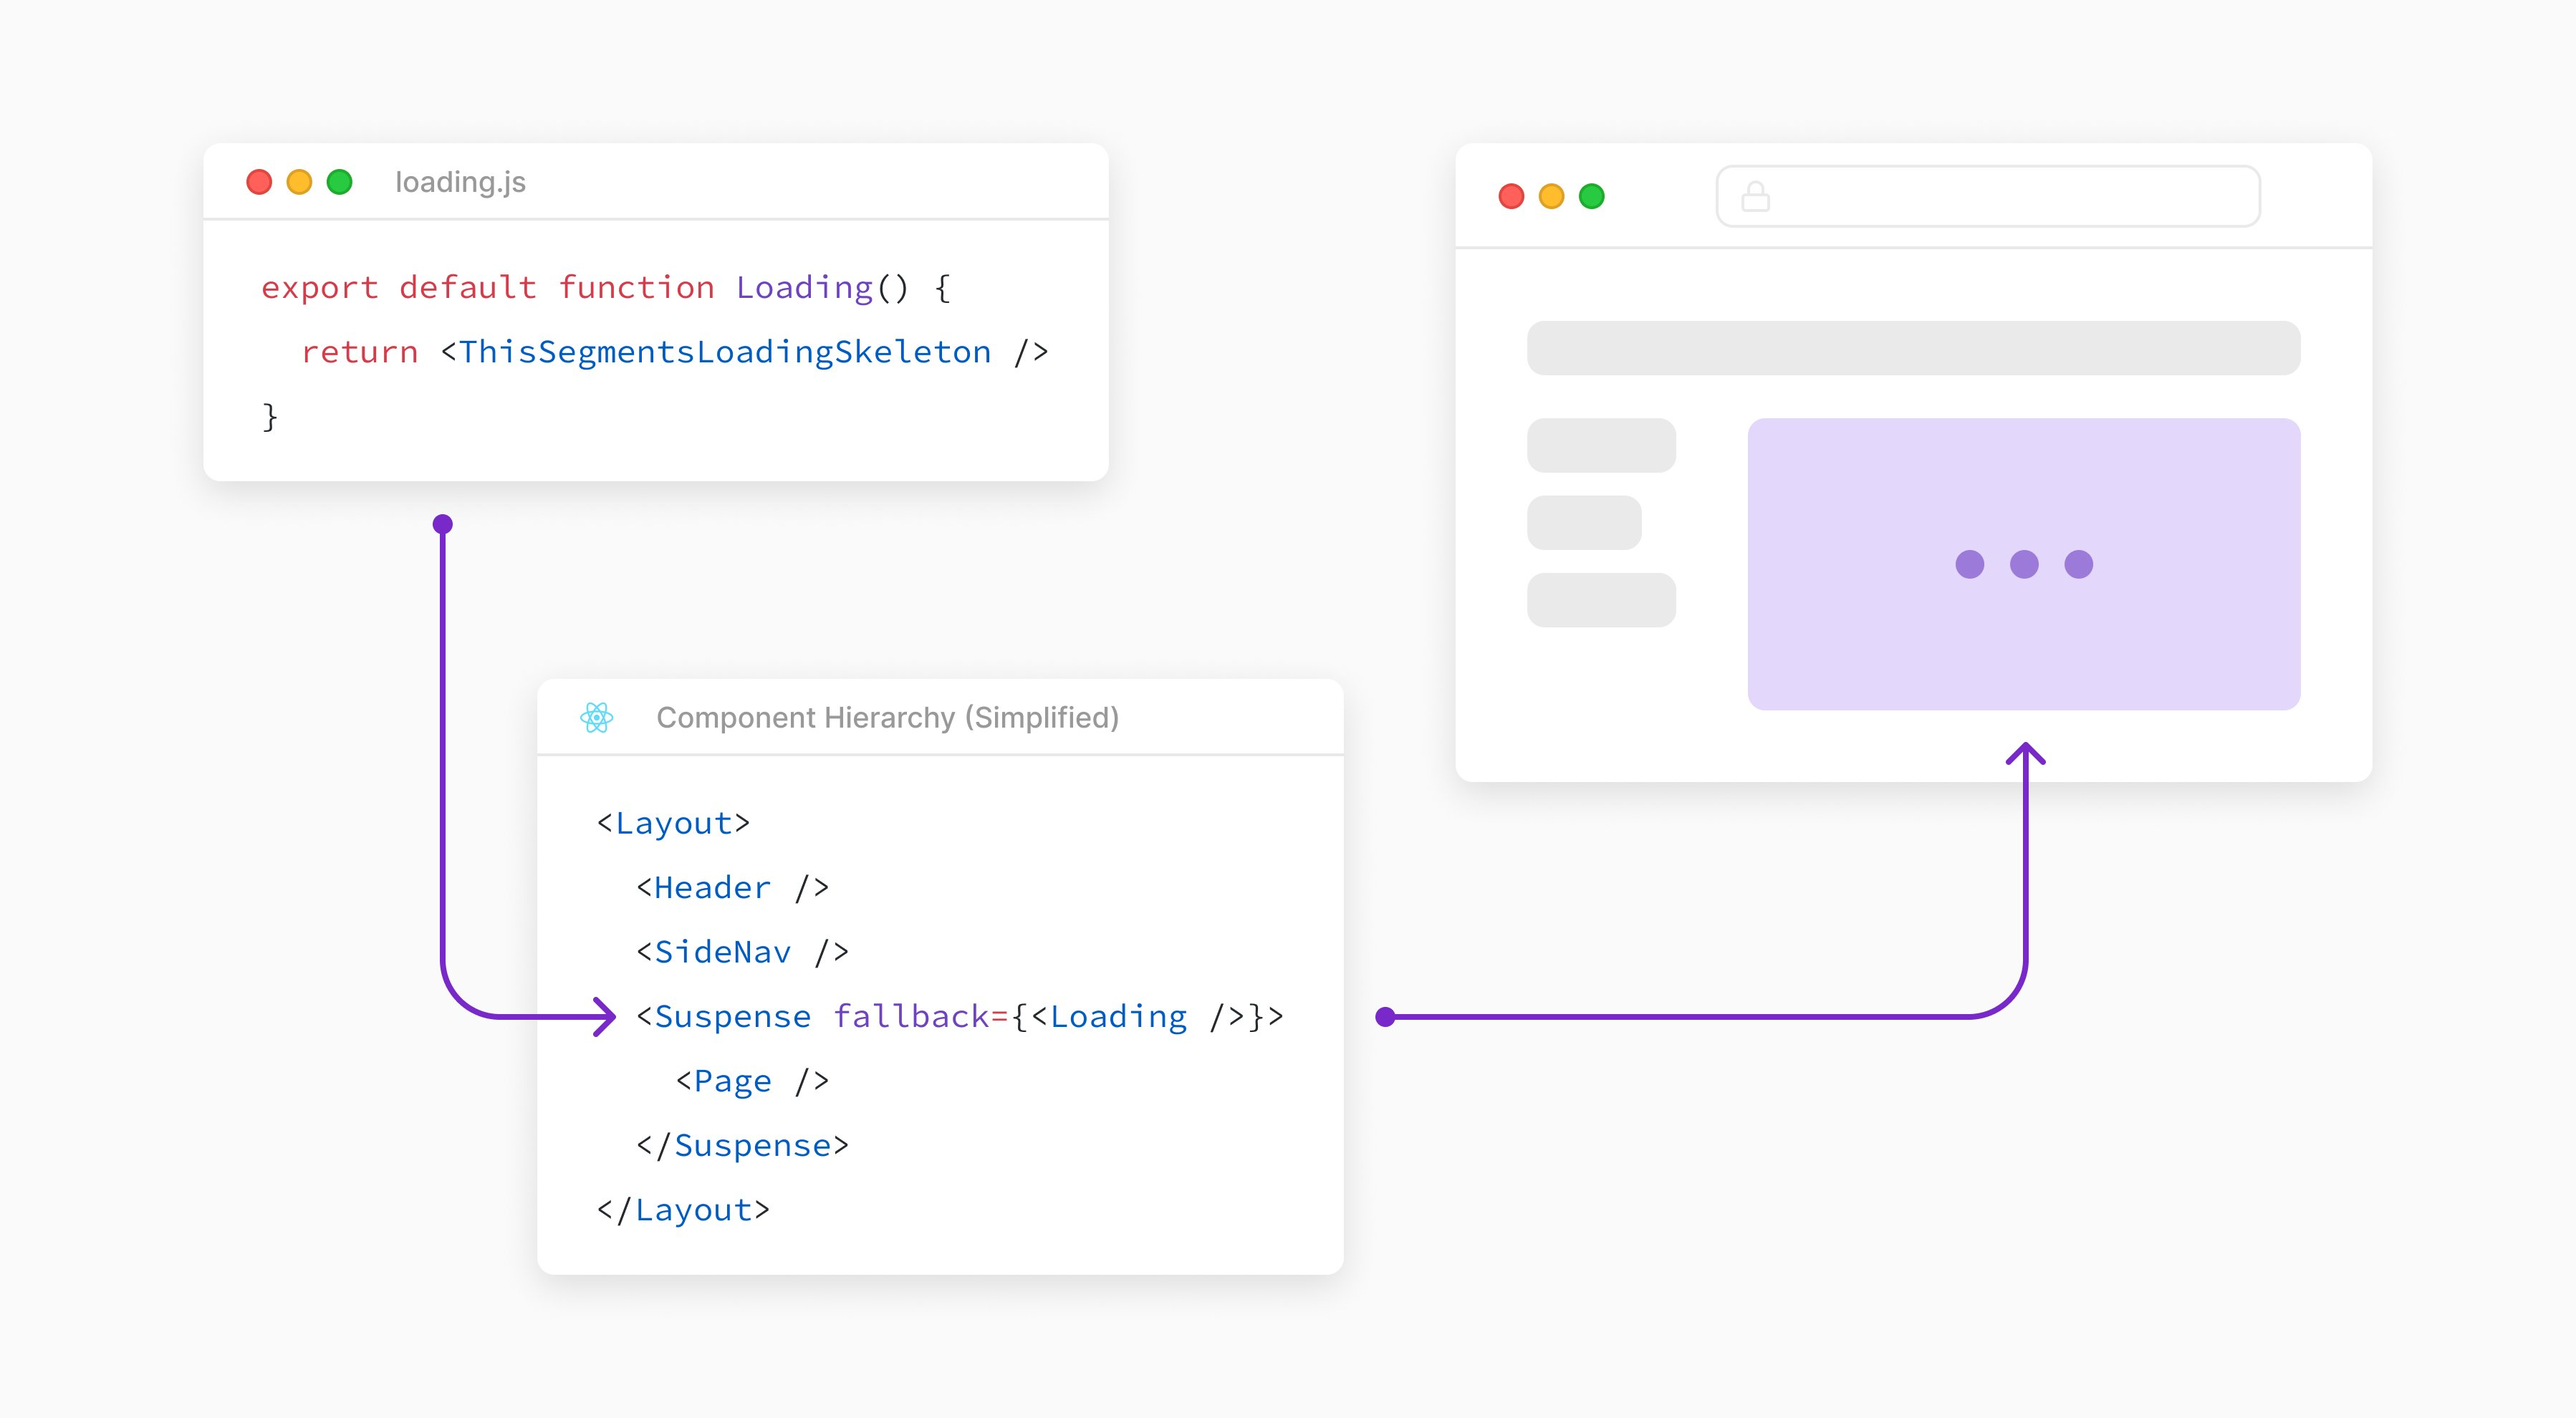 loading.js
export default function Loading() {
  return <ThisSegmentsLoadingSkeleton />
}
Component Hierarchy (Simplified)
<Layout>
  <Header />
  <SideNav />
  <Suspense fallback={<Loading />}>
    <Page />
  </Suspense>
</Layout>